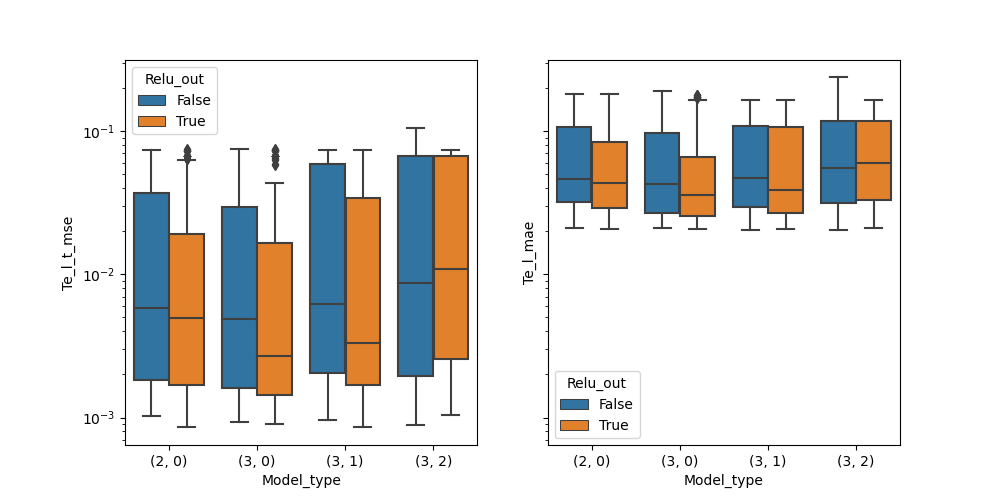 Relu_out
False
True
10⁻¹
10⁻²
10⁻³
Te_l_t_mse
(2, 0) (3, 0) (3, 1) (3, 2)
Model_type
Te_l_mae
Relu_out
False
True
(2, 0) (3, 0) (3, 1) (3, 2)
Model_type